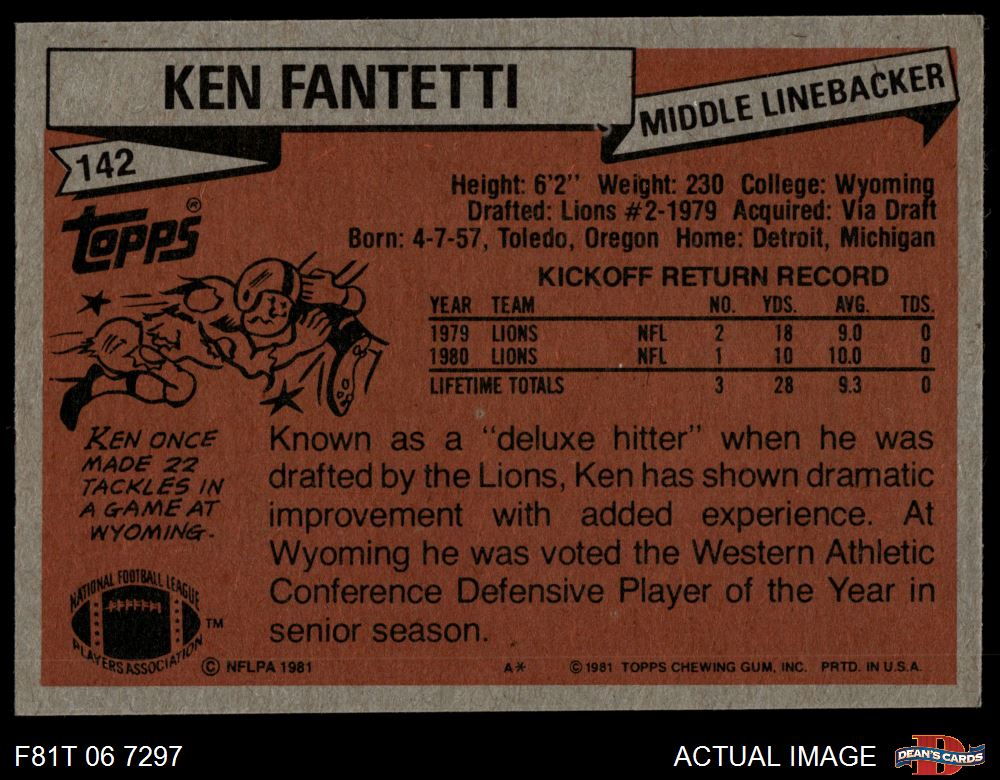 KEN FANTETTI
MIDDLE LINEBACKER
142
topps®
Height: 6'2'' Weight: 230 College: Wyoming
Drafted: Lions #2-1979 Acquired: Via Draft
Born: 4-7-57, Toledo, Oregon Home: Detroit, Michigan
KICKOFF RETURN RECORD
YEAR TEAM NO. YDS. AVG. TDS.
1979 LIONS NFL 2 18 9.0 0
1980 LIONS NFL 1 10 10.0 0
LIFETIME TOTALS 3 28 9.3 0
KEN ONCE
MADE 22
TACKLES IN
A GAME AT
WYOMING.
Known as a "deluxe hitter" when he was
drafted by the Lions, Ken has shown dramatic
improvement with added experience. At
Wyoming he was voted the Western Athletic
Conference Defensive Player of the Year in
senior season.
NATIONAL FOOTBALL LEAGUE
PLAYERS ASSOCIATION
TM
© NFLPA 1981 A* © 1981 TOPPS CHEWING GUM, INC. PRTD. IN U.S.A.
F81T 06 7297
ACTUAL IMAGE
D
DEAN'S CARDS